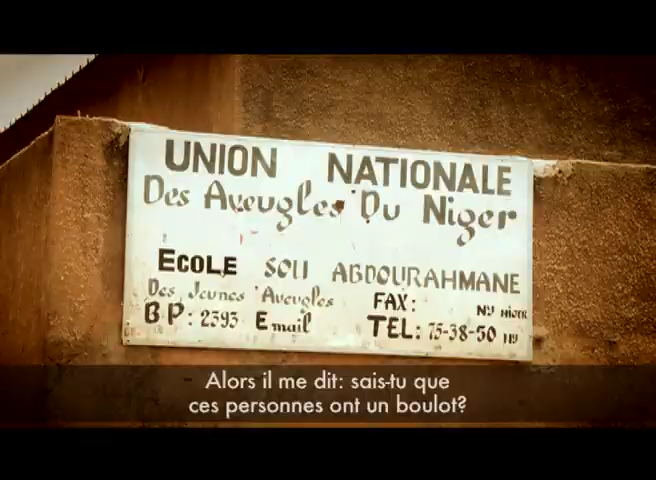 UNION NATIONALE
Des Aveugles Du Niger
ECOLE SOLI ABDOURAHMANE
Des Jeunes Aveugles
FAX: NY NIGER
BP: 2393 Email
TEL: 75-38-50 NY
Alors il me dit: sais-tu que
ces personnes ont un boulot?